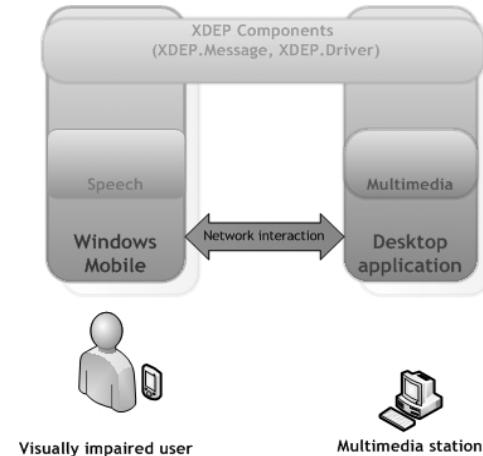 XDEP Components
(XDEP.Message, XDEP.Driver)
Speech
Multimedia
Windows
Mobile
Network interaction
Desktop
application
Visually impaired user
Multimedia station